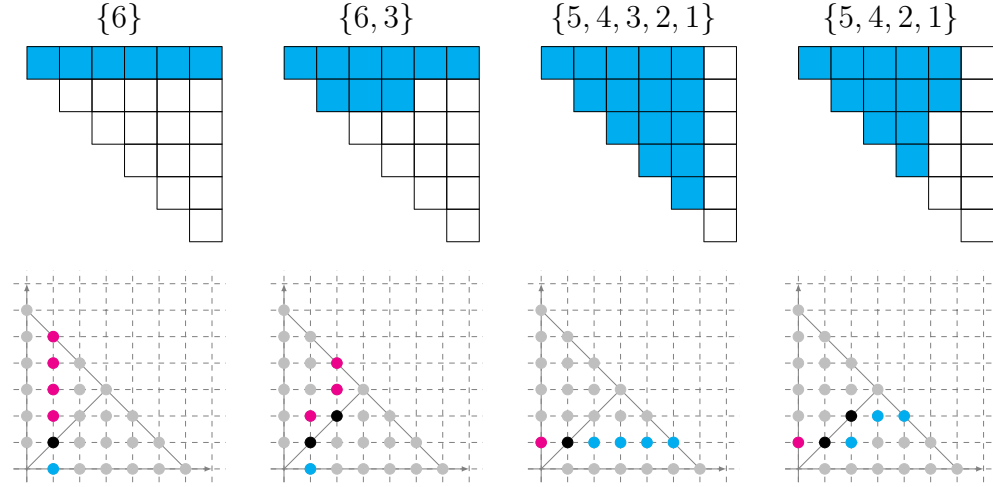 {6} {6, 3} {5, 4, 3, 2, 1} {5, 4, 2, 1}